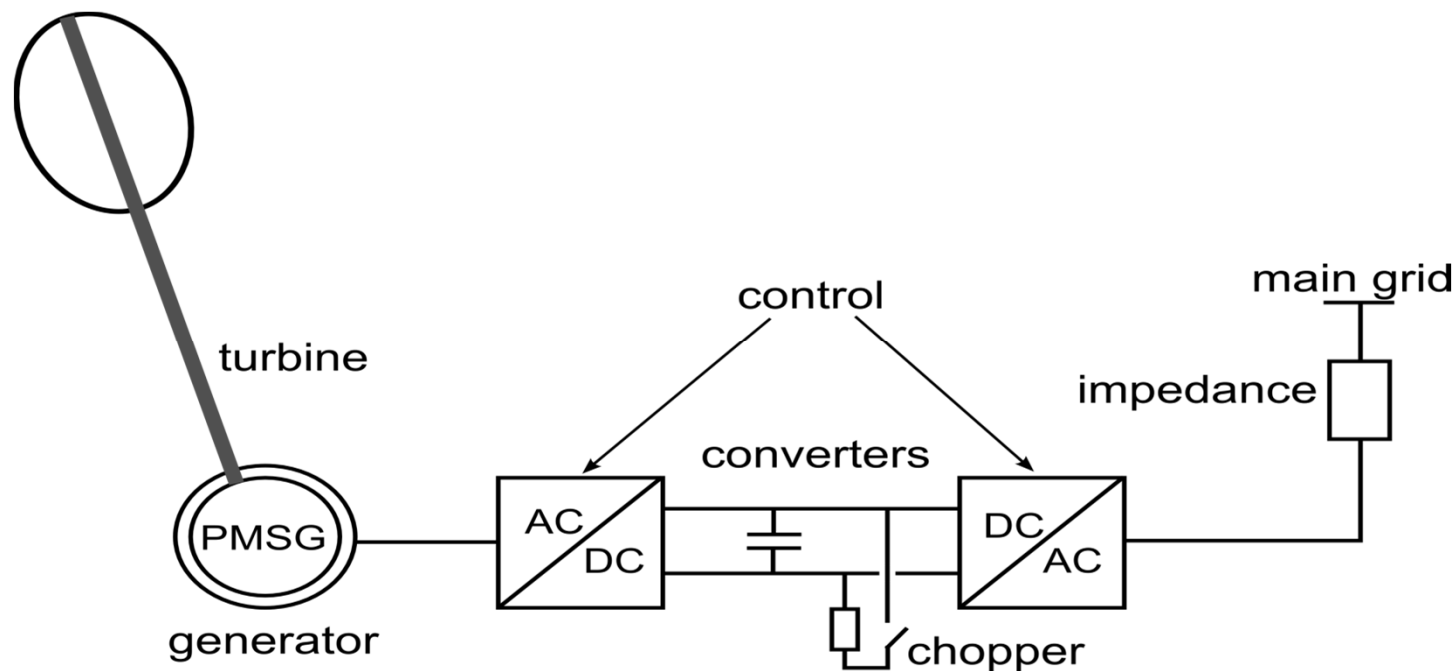 control
main grid
turbine
impedance
converters
PMSG
AC
DC
DC
AC
generator
chopper